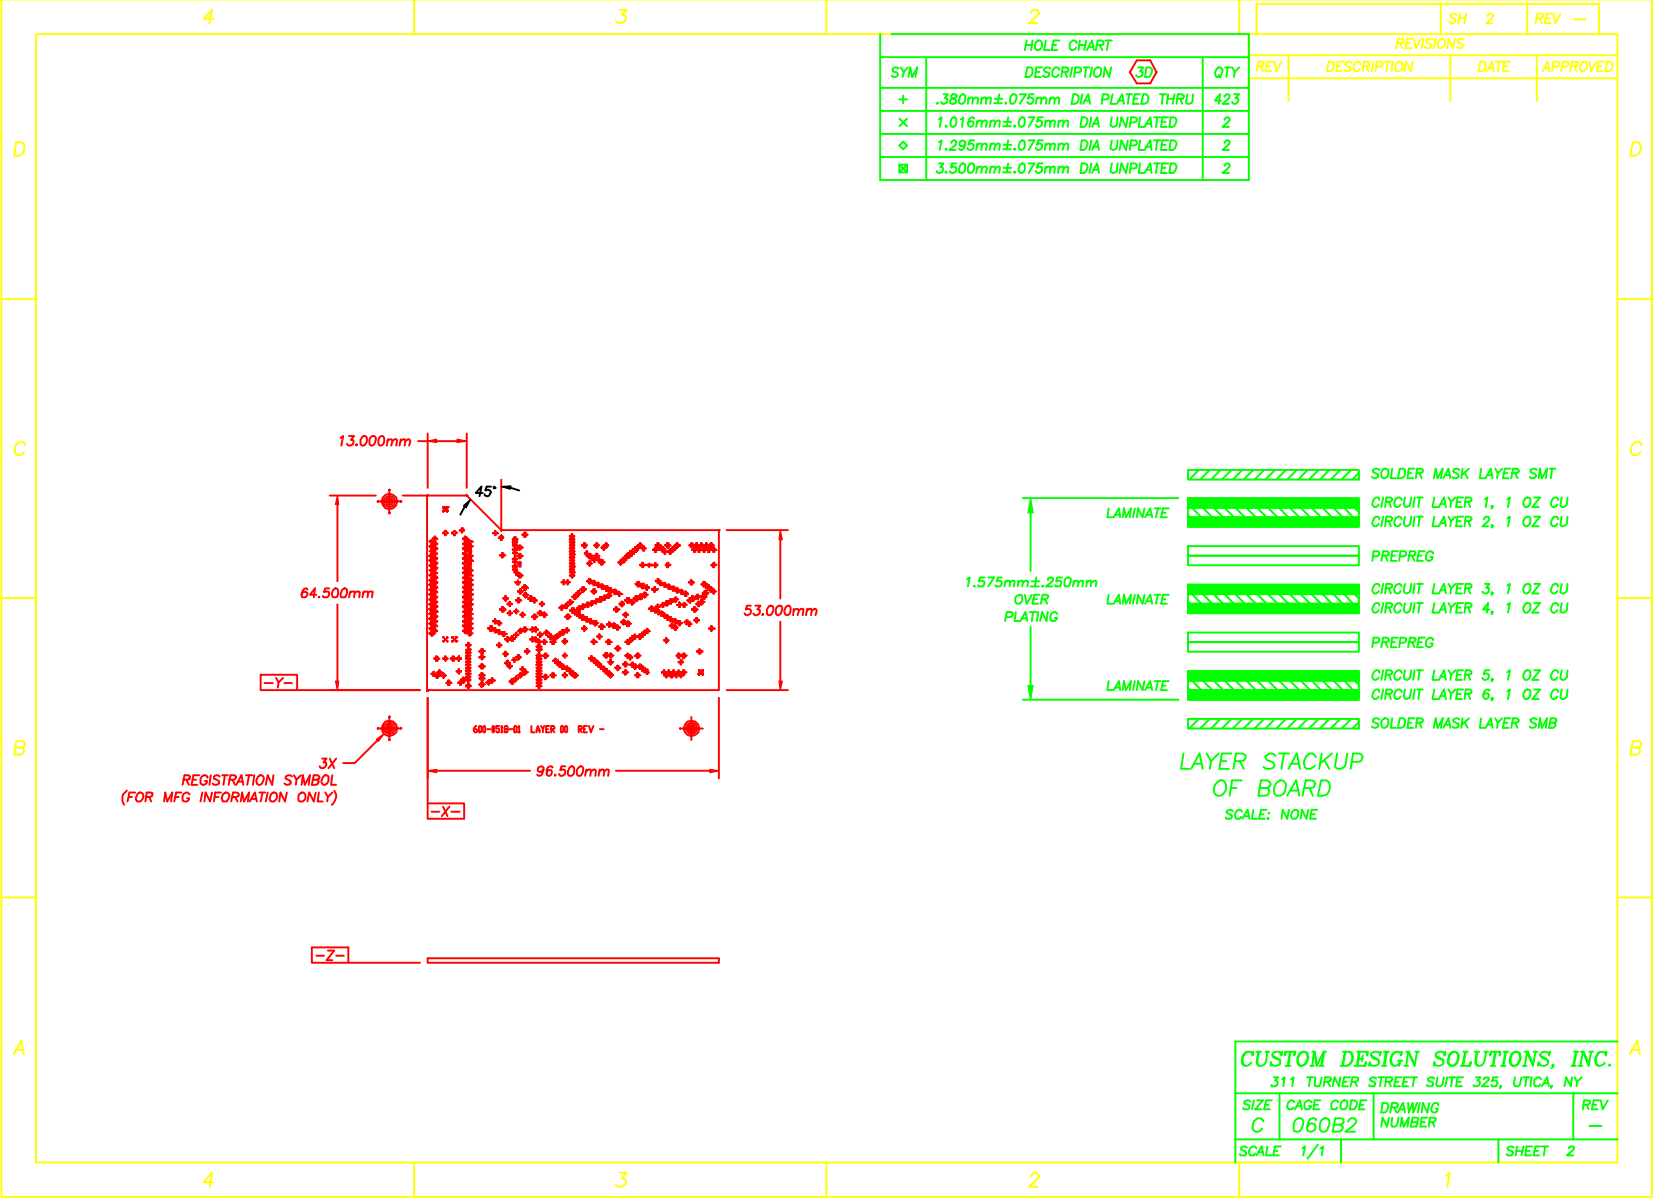 4 3 2
SH 2 REV –
REVISIONS
REV DESCRIPTION DATE APPROVED
HOLE CHART
SYM DESCRIPTION 3D QTY
+ .380mm±.075mm DIA PLATED THRU 423
× 1.016mm±.075mm DIA UNPLATED 2
◇ 1.295mm±.075mm DIA UNPLATED 2
⊠ 3.500mm±.075mm DIA UNPLATED 2
D D
C C
13.000mm
45°
64.500mm
53.000mm
-Y-
600-0518-01 LAYER 00 REV -
3X
REGISTRATION SYMBOL
(FOR MFG INFORMATION ONLY)
96.500mm
-X-
-Z-
SOLDER MASK LAYER SMT
CIRCUIT LAYER 1, 1 OZ CU
LAMINATE
CIRCUIT LAYER 2, 1 OZ CU
PREPREG
1.575mm±.250mm
OVER
PLATING
CIRCUIT LAYER 3, 1 OZ CU
LAMINATE
CIRCUIT LAYER 4, 1 OZ CU
PREPREG
CIRCUIT LAYER 5, 1 OZ CU
LAMINATE
CIRCUIT LAYER 6, 1 OZ CU
SOLDER MASK LAYER SMB
LAYER STACKUP
OF BOARD
SCALE: NONE
B B
A A
CUSTOM DESIGN SOLUTIONS, INC.
311 TURNER STREET SUITE 325, UTICA, NY
SIZE CAGE CODE DRAWING REV
NUMBER
C 060B2 –
SCALE 1/1 SHEET 2
4 3 2 1